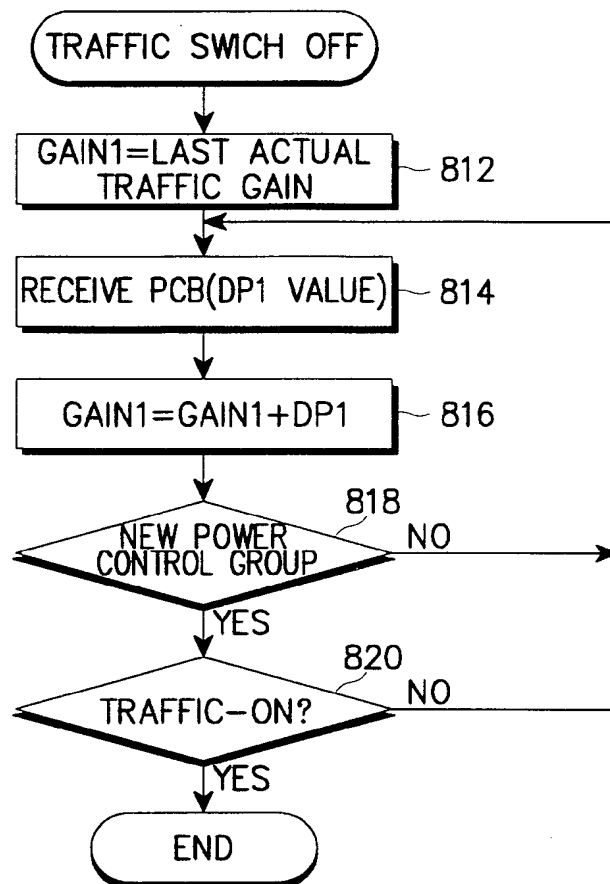 TRAFFIC SWICH OFF
GAIN1=LAST ACTUAL
TRAFFIC GAIN
812
RECEIVE PCB(DP1 VALUE)
814
GAIN1=GAIN1+DP1
816
818
NEW POWER
CONTROL GROUP
NO
YES
820
TRAFFIC-ON?
NO
YES
END